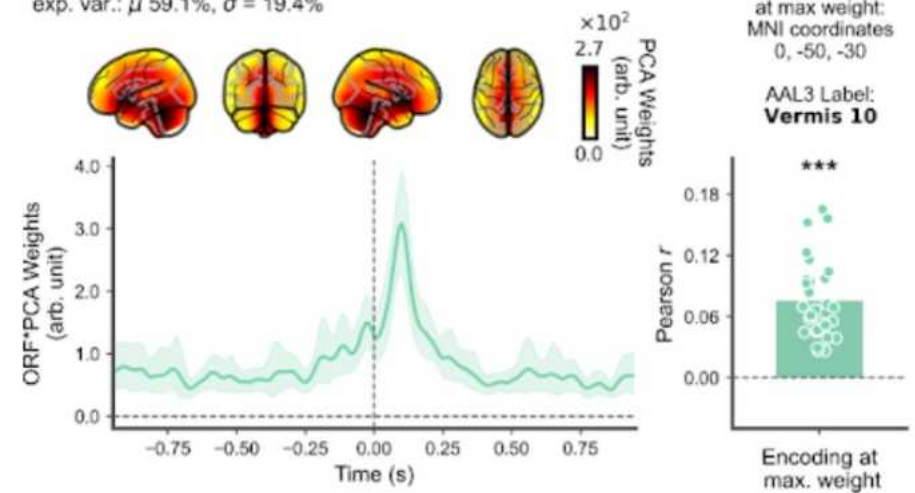 exp. var.: μ 59.1%, σ = 19.4%
×10²
2.7
0.0
PCA Weights
(arb. unit)
at max weight:
MNI coordinates
0, -50, -30
AAL3 Label:
Vermis 10
ORF*PCA Weights
(arb. unit)
4.0
3.0
2.0
1.0
0.0
−0.75
−0.50
−0.25
0.00
0.25
0.50
0.75
Time (s)
***
Pearson r
0.18
0.12
0.06
0.00
Encoding at
max. weight